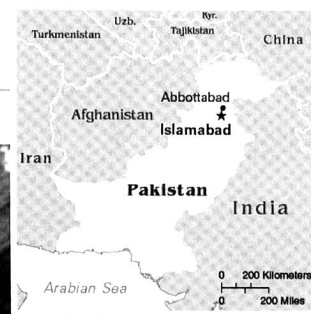 Uzb.
Kyr.
Turkmenistan
Tajikistan
China
Abbottabad
Afghanistan
Islamabad
Iran
Pakistan
India
Arabian Sea
0 200 Kilometers
0 200 Miles